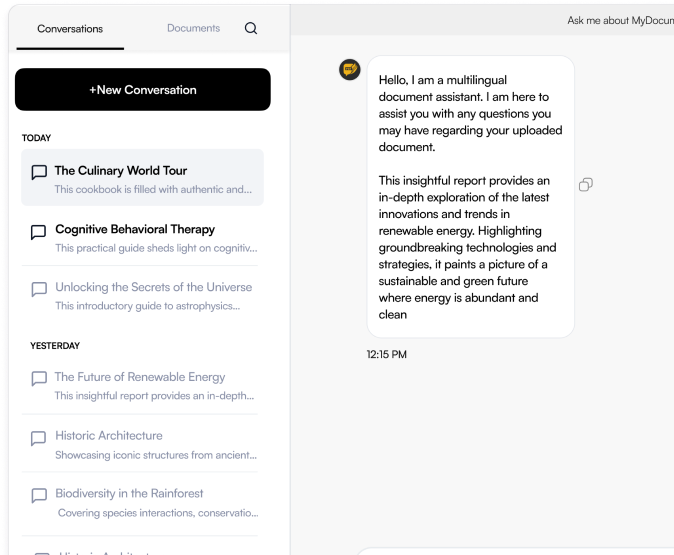 Conversations
Documents
Ask me about MyDocum
+New Conversation
TODAY
The Culinary World Tour
This cookbook is filled with authentic and...
Cognitive Behavioral Therapy
This practical guide sheds light on cognitiv...
Unlocking the Secrets of the Universe
This introductory guide to astrophysics...
YESTERDAY
The Future of Renewable Energy
This insightful report provides an in-depth...
Historic Architecture
Showcasing iconic structures from ancient...
Biodiversity in the Rainforest
Covering species interactions, conservatio...
Hello, I am a multilingual
document assistant. I am here to
assist you with any questions you
may have regarding your uploaded
document.
This insightful report provides an
in-depth exploration of the latest
innovations and trends in
renewable energy. Highlighting
groundbreaking technologies and
strategies, it paints a picture of a
sustainable and green future
where energy is abundant and
clean
12:15 PM